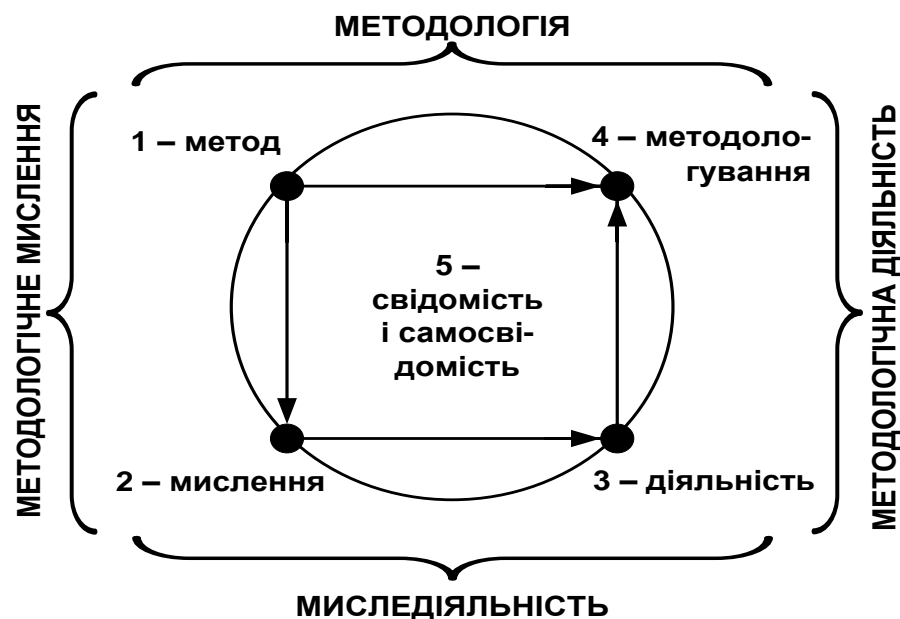 МЕТОДОЛОГІЯ
МЕТОДОЛОГІЧНЕ МИСЛЕННЯ
1 – метод
4 – методоло-
гування
5 –
свідомість
і самосві-
домість
2 – мислення
3 – діяльність
МЕТОДОЛОГІЧНА ДІЯЛЬНІСТЬ
МИСЛЕДІЯЛЬНІСТЬ